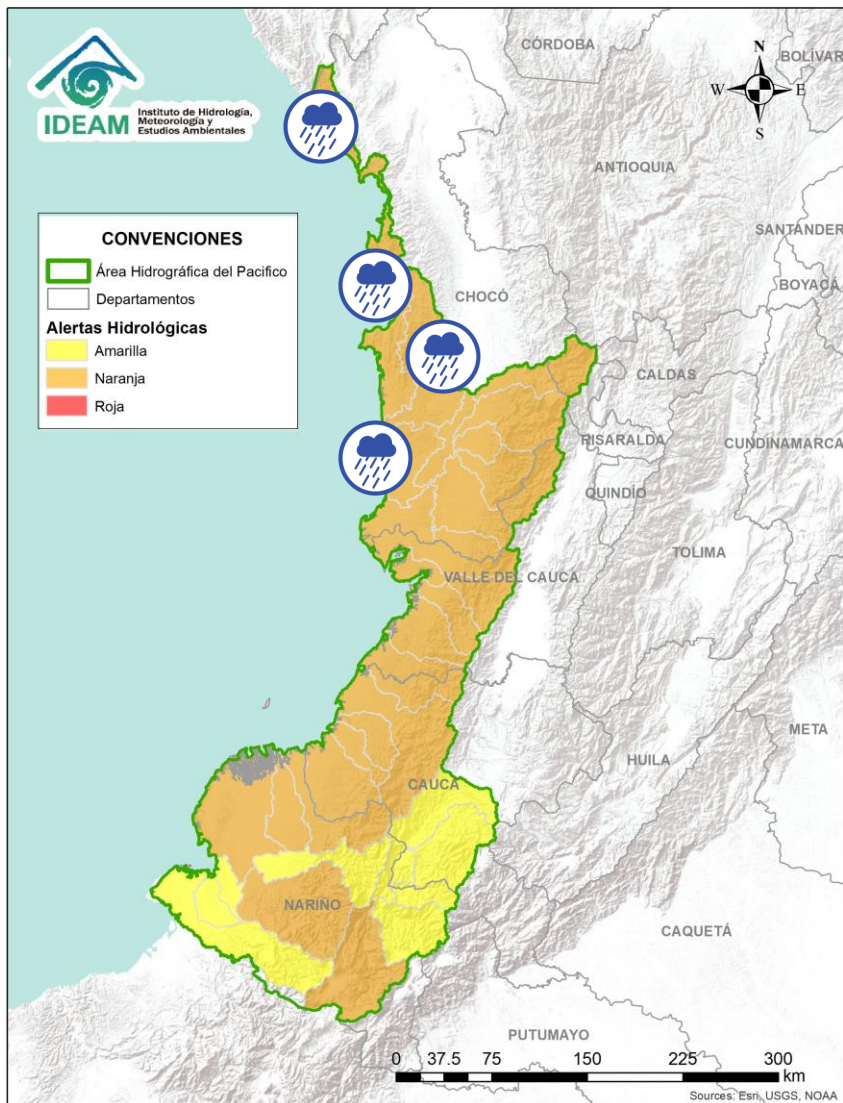 IDEAM
Instituto de Hidrología,
Meteorología y
Estudios Ambientales
CÓRDOBA
BOLÍVAR
N
W E
S
ANTIOQUIA
SANTANDER
BOYACÁ
CONVENCIONES
Área Hidrográfica del Pacifico
Departamentos
Alertas Hidrológicas
Amarilla
Naranja
Roja
CHOCÓ
CALDAS
RISARALDA
CUNDINAMARCA
QUINDÍO
TOLIMA
VALLE DEL CAUCA
META
HUILA
CAUCA
NARIÑO
CAQUETÁ
PUTUMAYO
0 37.5 75 150 225 300
km
Sources: Esri, USGS, NOAA